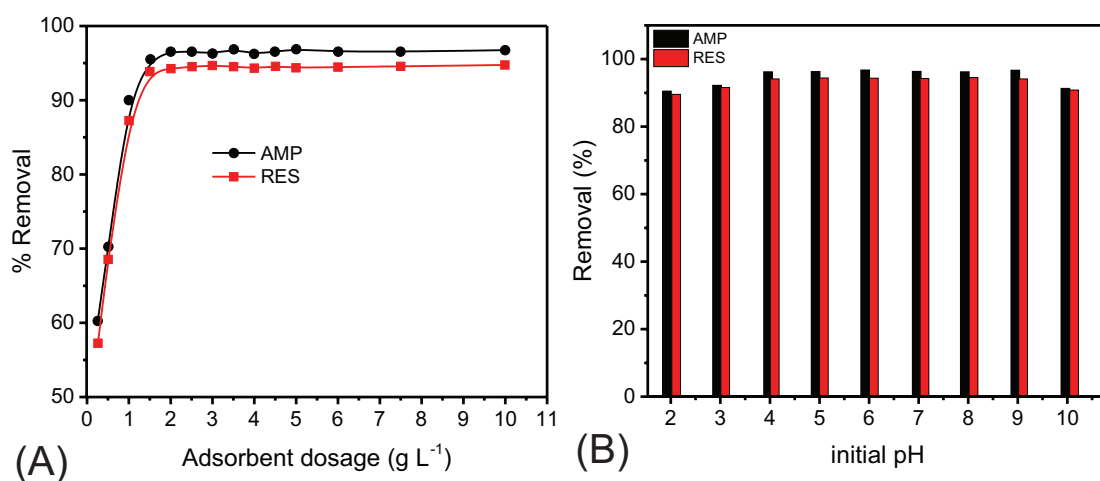 100
90
80
70
60
50
% Removal
AMP
RES
0 1 2 3 4 5 6 7 8 9 10 11
Adsorbent dosage (g L⁻¹)
(A)
AMP
RES
100
80
60
40
20
0
Removal (%)
2 3 4 5 6 7 8 9 10
initial pH
(B)